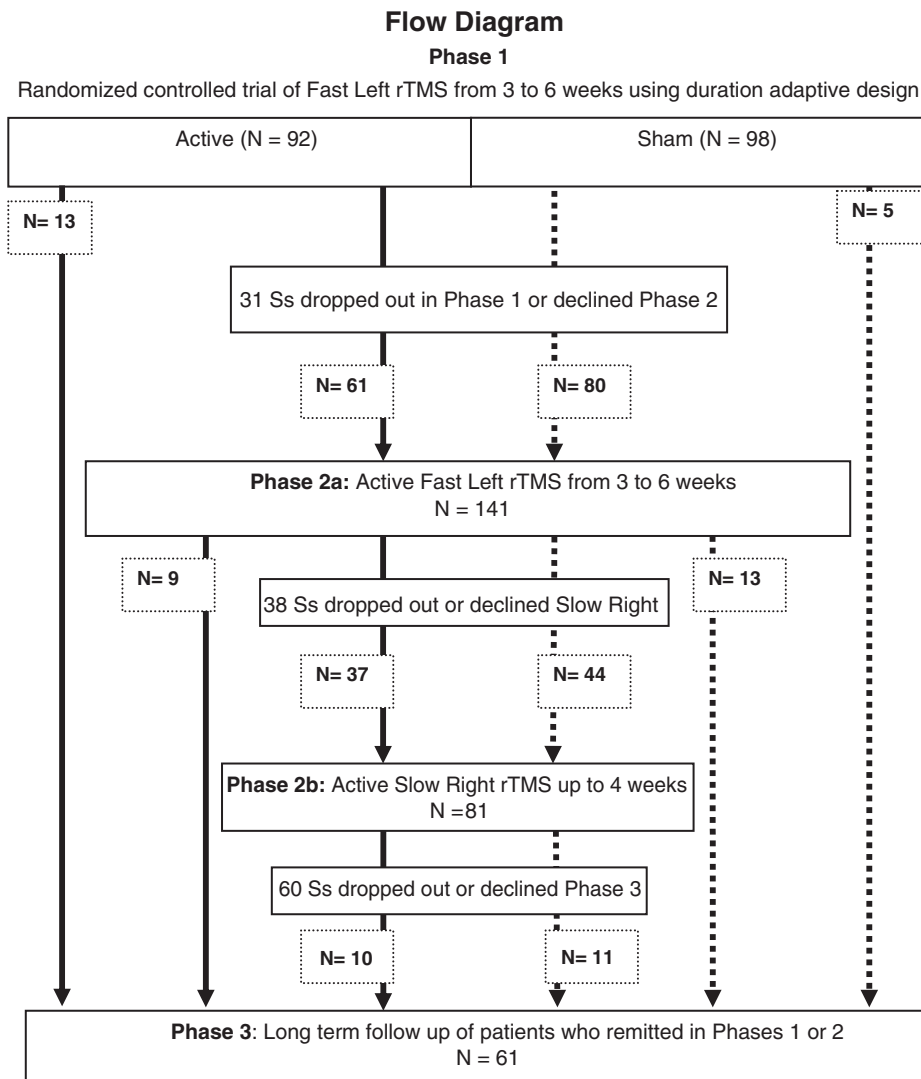 Flow Diagram
Phase 1
Randomized controlled trial of Fast Left rTMS from 3 to 6 weeks using duration adaptive design
Active (N = 92)
Sham (N = 98)
N= 13
N= 5
31 Ss dropped out in Phase 1 or declined Phase 2
N= 61
N= 80
Phase 2a: Active Fast Left rTMS from 3 to 6 weeks
N = 141
N= 9
N= 13
38 Ss dropped out or declined Slow Right
N= 37
N= 44
Phase 2b: Active Slow Right rTMS up to 4 weeks
N =81
60 Ss dropped out or declined Phase 3
N= 10
N= 11
Phase 3: Long term follow up of patients who remitted in Phases 1 or 2
N = 61